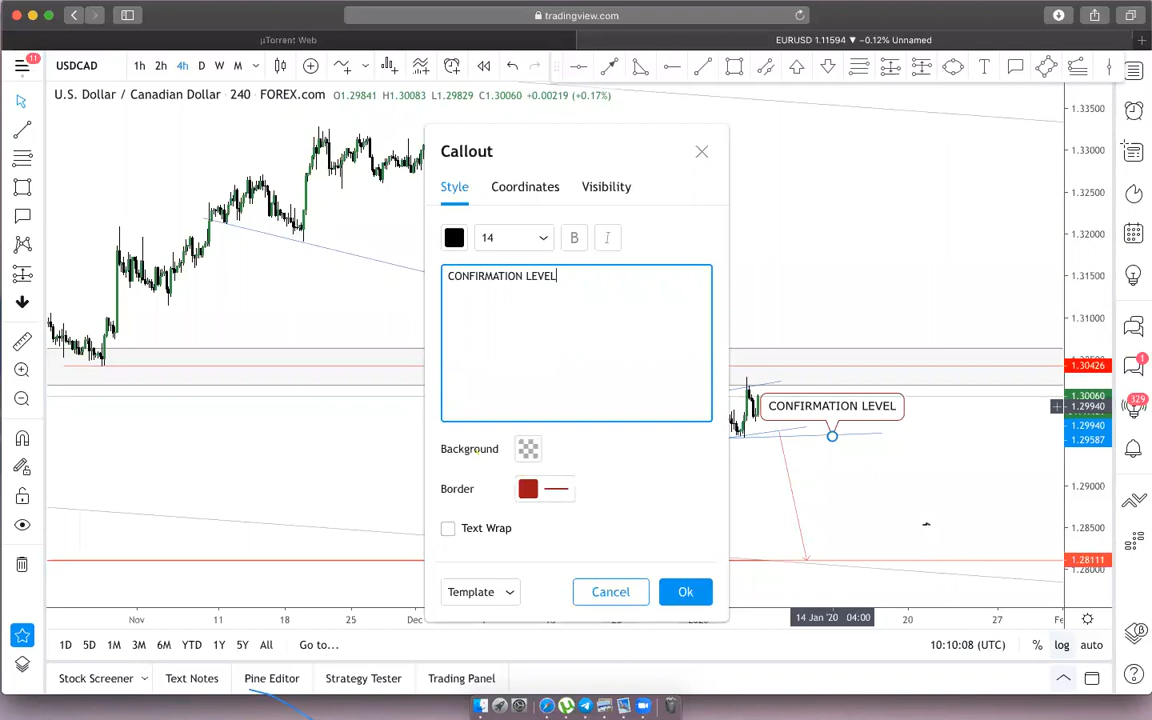 tradingview.com
µTorrent Web
EURUSD 1.11594 ▼ −0.12% Unnamed
11
USDCAD
1h 2h 4h D W M
U.S. Dollar / Canadian Dollar · 240 · FOREX.com O1.29841 H1.30083 L1.29829 C1.30060 +0.00219 (+0.17%)
1.33500
1.33000
1.32500
1.32000
1.31500
1.31000
1.30426
1.30060
1.29940
1.29940
1.29587
1.29000
1.28500
1.28111
1.28000
Callout
Style Coordinates Visibility
14 B I
CONFIRMATION LEVEL
Background
Border
Text Wrap
Template Cancel Ok
CONFIRMATION LEVEL
1
329
Nov 11 18 25 Dec 14 Jan '20 04:00 20 27
1D 5D 1M 3M 6M YTD 1Y 5Y All Go to... 10:10:08 (UTC) % log auto
Stock Screener Text Notes Pine Editor Strategy Tester Trading Panel